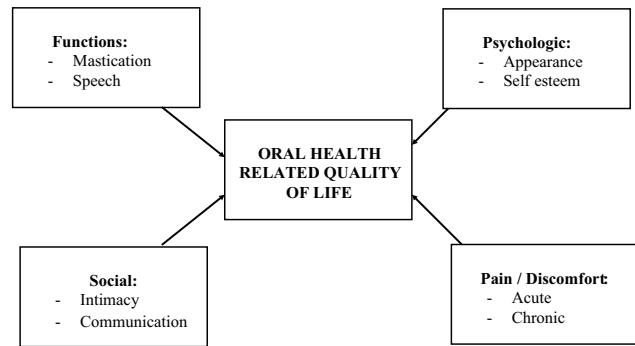 Functions:
- Mastication
- Speech
Psychologic:
- Appearance
- Self esteem
ORAL HEALTH
RELATED QUALITY
OF LIFE
Social:
- Intimacy
- Communication
Pain / Discomfort:
- Acute
- Chronic